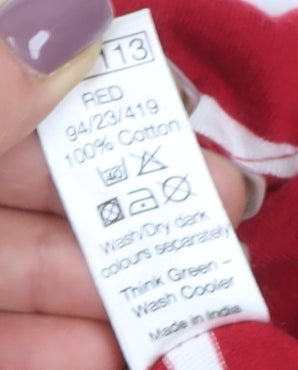 113
RED
94/23/419
100% Cotton
40
Wash/Dry dark
colours separately
Think Green –
Wash Cooler
Made in India